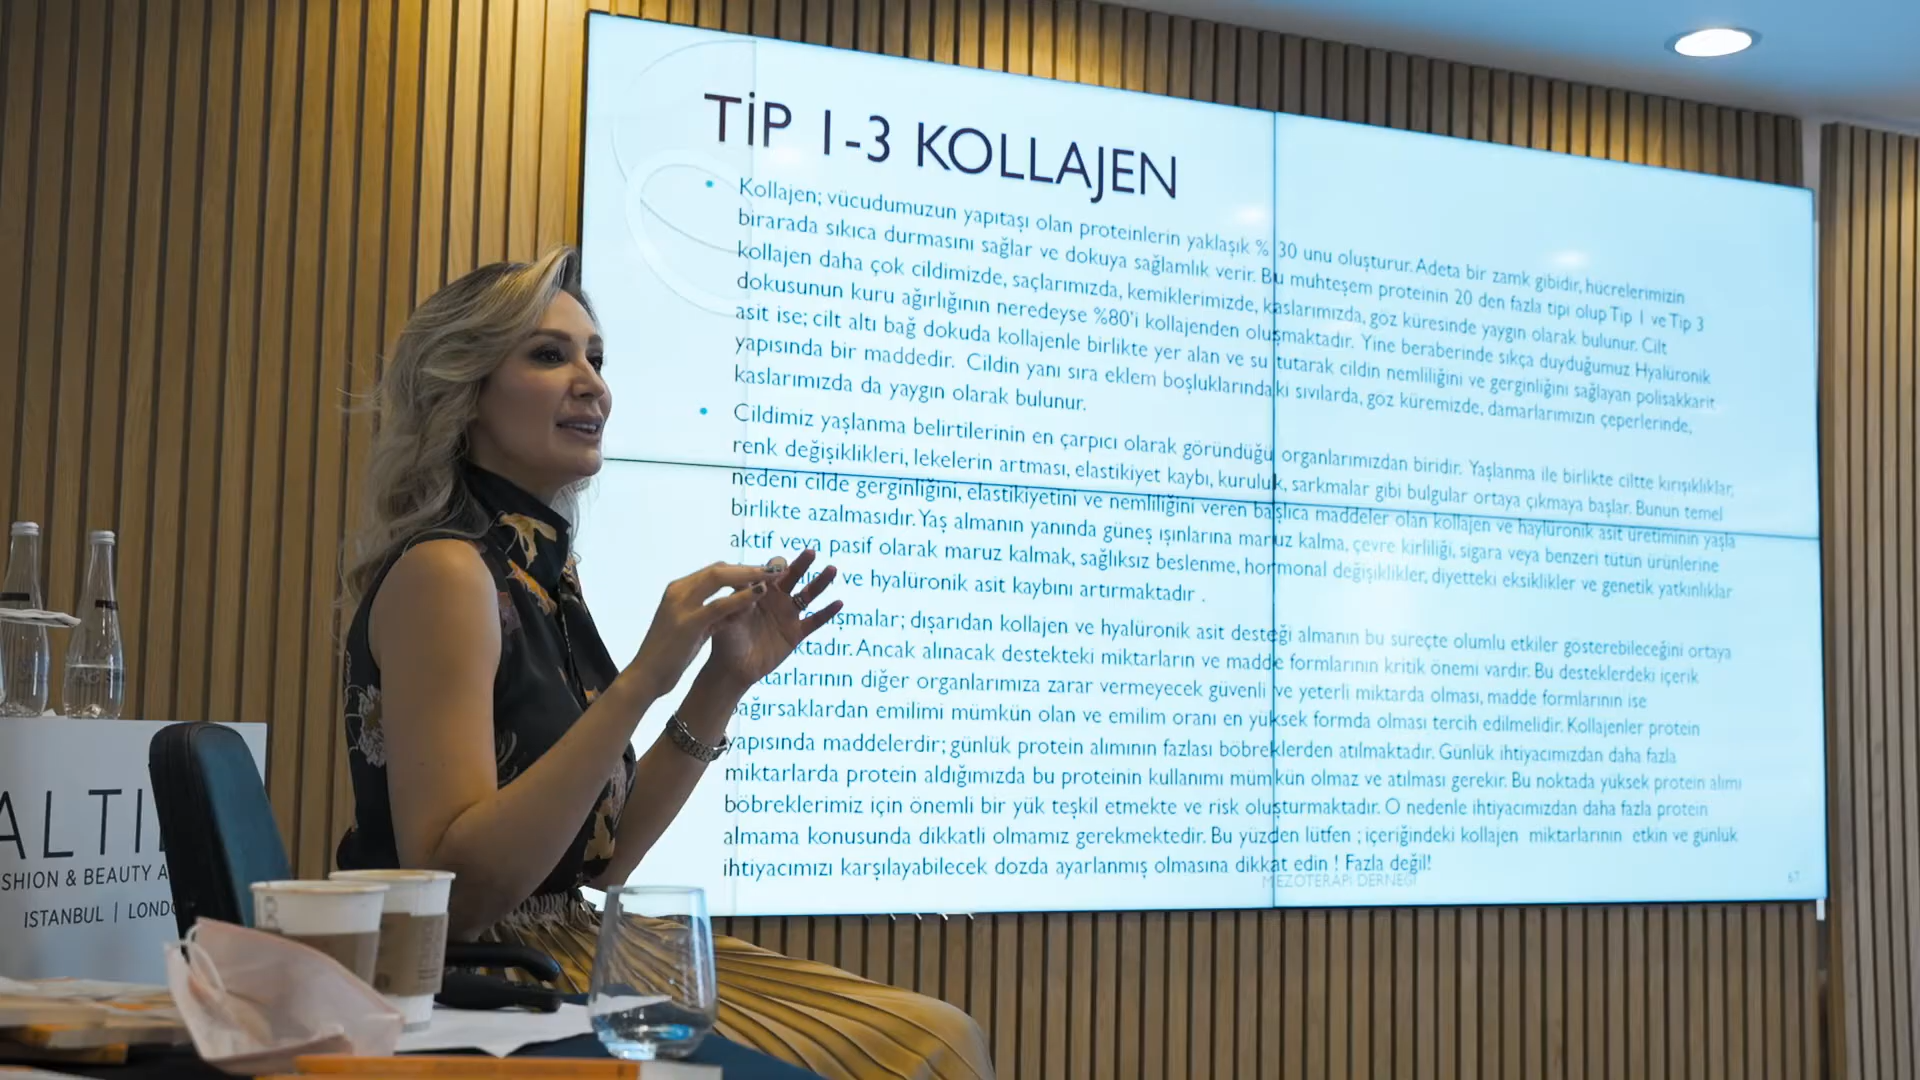 TİP 1-3 KOLLAJEN
• Kollajen; vücudumuzun yapıtaşı olan proteinlerin yaklaşık % 30 unu oluşturur. Adeta bir zamk gibidir, hücrelerimizin
birarada sıkıca durmasını sağlar ve dokuya sağlamlık verir. Bu muhteşem proteinin 20 den fazla tipi olup Tip 1 ve Tip 3
kollajen daha çok cildimizde, saçlarımızda, kemiklerimizde, kaslarımızda, göz küresinde yaygın olarak bulunur. Cilt
dokusunun kuru ağırlığının neredeyse %80'i kollajenden oluşmaktadır. Yine beraberinde sıkça duyduğumuz Hyalüronik
asit ise; cilt altı bağ dokuda kollajenle birlikte yer alan ve su tutarak cildin nemliliğini ve gerginliğini sağlayan polisakkarit
yapısında bir maddedir. Cildin yanı sıra eklem boşluklarındaki sıvılarda, göz küremizde, damarlarımızın çeperlerinde,
kaslarımızda da yaygın olarak bulunur.
• Cildimiz yaşlanma belirtilerinin en çarpıcı olarak göründüğü organlarımızdan biridir. Yaşlanma ile birlikte ciltte kırışıklıklar,
renk değişiklikleri, lekelerin artması, elastikiyet kaybı, kuruluk, sarkmalar gibi bulgular ortaya çıkmaya başlar. Bunun temel
nedeni cilde gerginliğini, elastikiyetini ve nemliliğini veren başlıca maddeler olan kollajen ve haylüronik asit üretiminin yaşla
birlikte azalmasıdır. Yaş almanın yanında güneş ışınlarına maruz kalma, çevre kirliliği, sigara veya benzeri tütün ürünlerine
aktif veya pasif olarak maruz kalmak, sağlıksız beslenme, hormonal değişiklikler, diyetteki eksiklikler ve genetik yatkınlıklar
ve hyalüronik asit kaybını artırmaktadır .
dışarıdan kollajen ve hyalüronik asit desteği almanın bu süreçte olumlu etkiler gösterebileceğini ortaya
Ancak alınacak destekteki miktarların ve madde formlarının kritik önemi vardır. Bu desteklerdeki içerik
diğer organlarımıza zarar vermeyecek güvenli ve yeterli miktarda olması, madde formlarının ise
bağırsaklardan emilimi mümkün olan ve emilim oranı en yüksek formda olması tercih edilmelidir. Kollajenler protein
yapısında maddelerdir; günlük protein alımının fazlası böbreklerden atılmaktadır. Günlük ihtiyacımızdan daha fazla
miktarlarda protein aldığımızda bu proteinin kullanımı mümkün olmaz ve atılması gerekir. Bu noktada yüksek protein alımı
böbreklerimiz için önemli bir yük teşkil etmekte ve risk oluşturmaktadır. O nedenle ihtiyacımızdan daha fazla protein
almama konusunda dikkatli olmamız gerekmektedir. Bu yüzden lütfen ; içeriğindeki kollajen miktarlarının etkin ve günlük
ihtiyacımızı karşılayabilecek dozda ayarlanmış olmasına dikkat edin ! Fazla değil!
MEZOTERAPİ DERNEĞİ
67
ALTI
SHION & BEAUTY A
ISTANBUL | LONDO